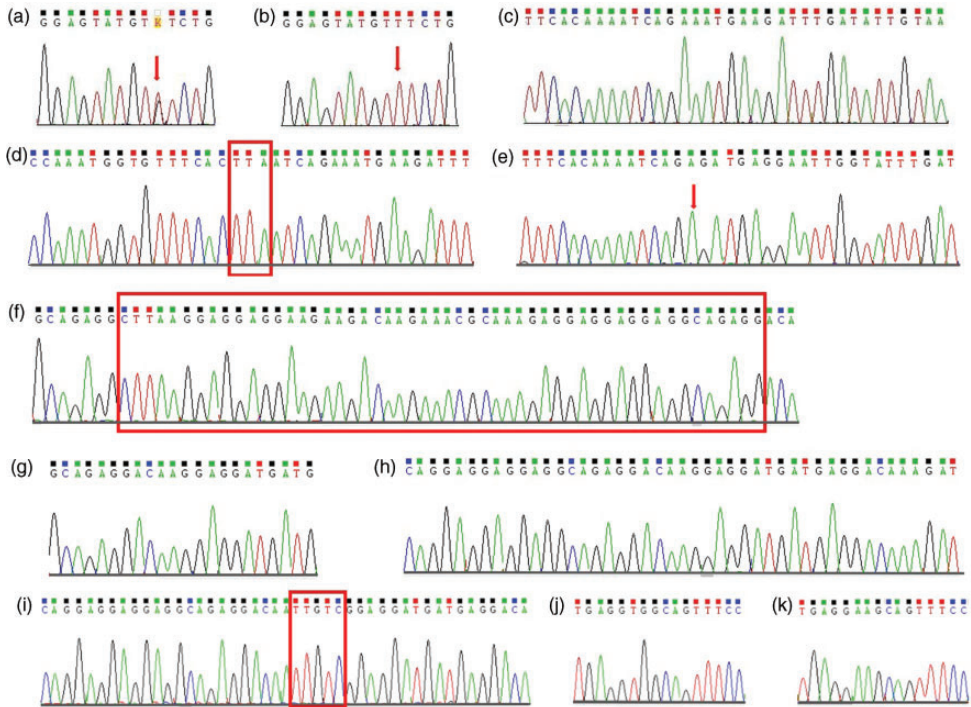 (a) GGAGTATGTKTCTG
(b) GGAGTATGTTTCTG
(c) TTCACAAAATCAGAAATGAAGATTTGATATTGTAA
(d) CCAAATGGTGTTTCACTTAATCAGAAATGAAGATTT
(e) TTTCACAAAATCAGAGATGAGGAATTGGTATTTGAT
(f) GCAGAGGCTTAAGGAGGAGGAAGAAGACAAGAAACGCAAAGAGGAGGAGGAGGCAGAGGACA
(g) GCAGAGGACAAGGAGGATGATG
(h) CAGGAGGAGGAGGCAGAGGACAAGGAGGATGATGAGGACAAAGAT
(i) CAGGAGGAGGAGGCAGAGGACAATTGTCGGAGGATGATGAGGACA
(j) TGAGGTGGCAGTTTCC
(k) TGAGGAAGCAGTTTCC